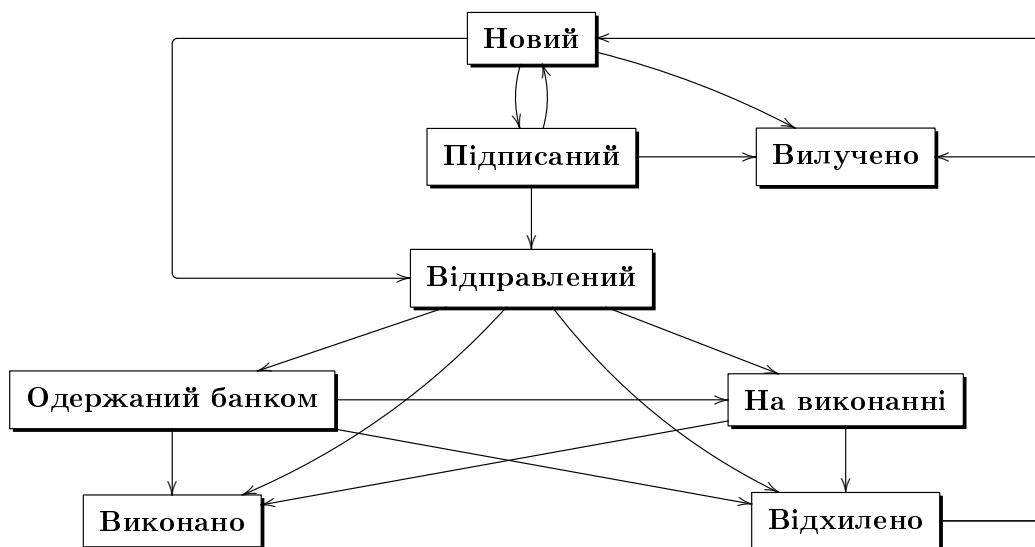 Новий
Підписаний
Вилучено
Відправлений
Одержаний банком
На виконанні
Виконано
Відхилено